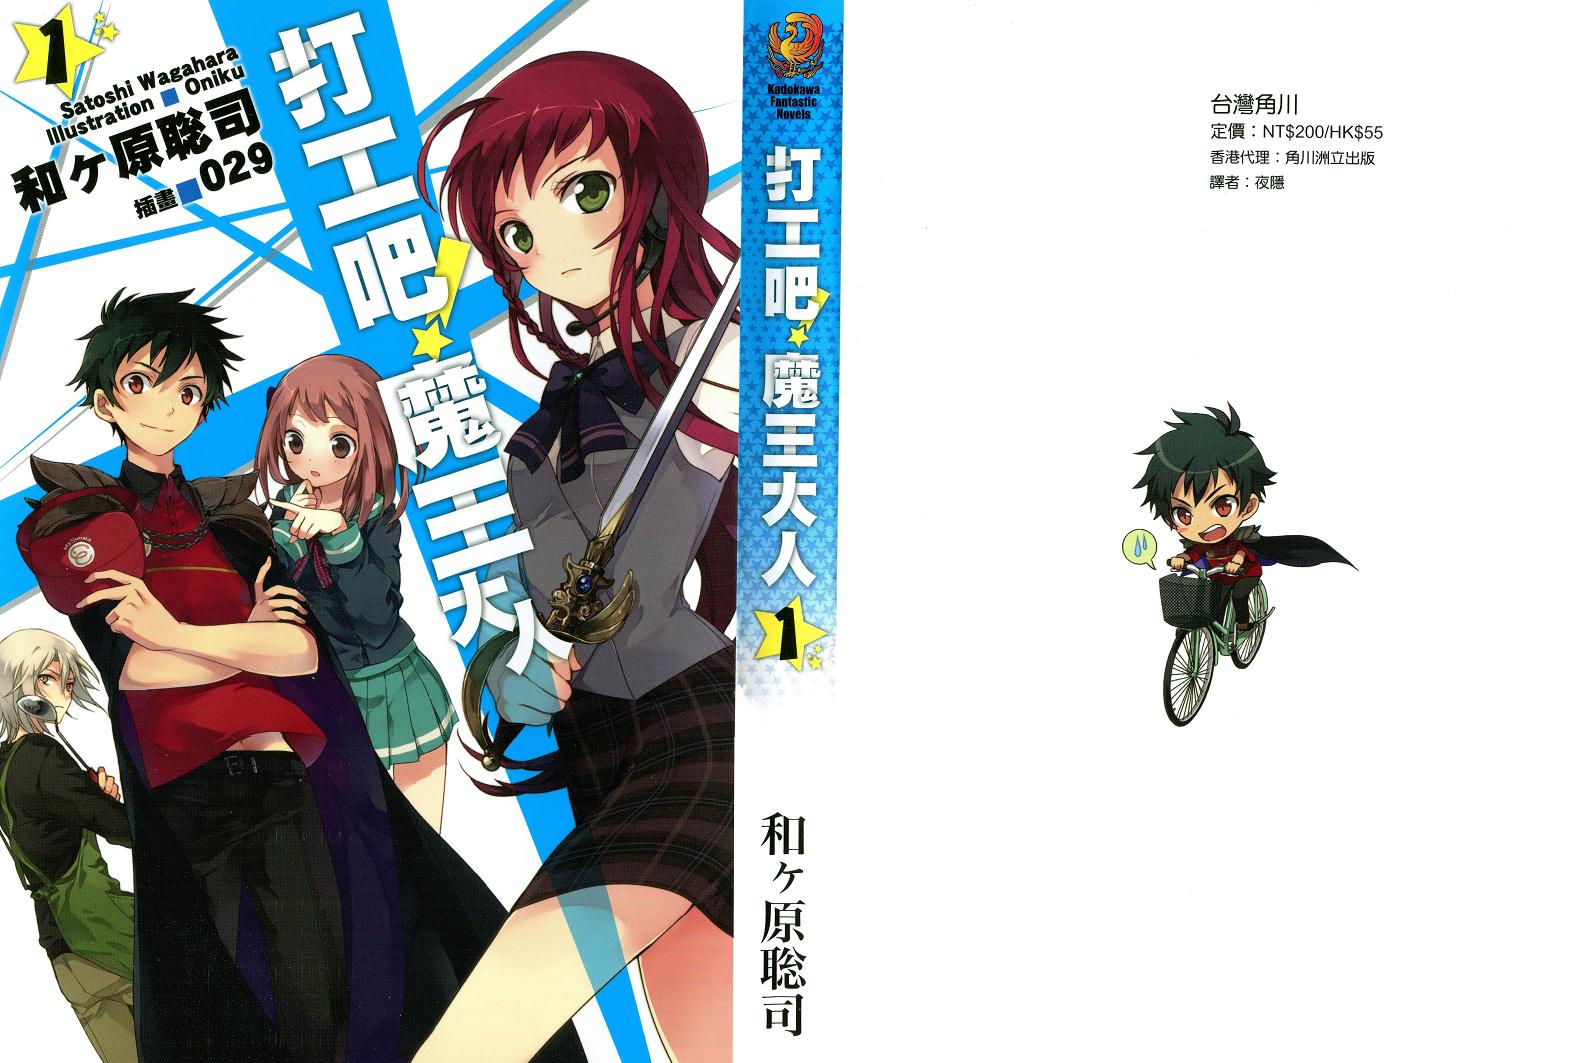 1
Satoshi Wagahara
Illustration ■ Oniku
和ヶ原聡司
插畫■029
打工吧!魔王大人
McRonald
Kadokawa
Fantastic
Novels
打工吧!魔王大人
1
和ヶ原聡司
台灣角川
定價：NT$200/HK$55
香港代理：角川洲立出版
譯者：夜隱